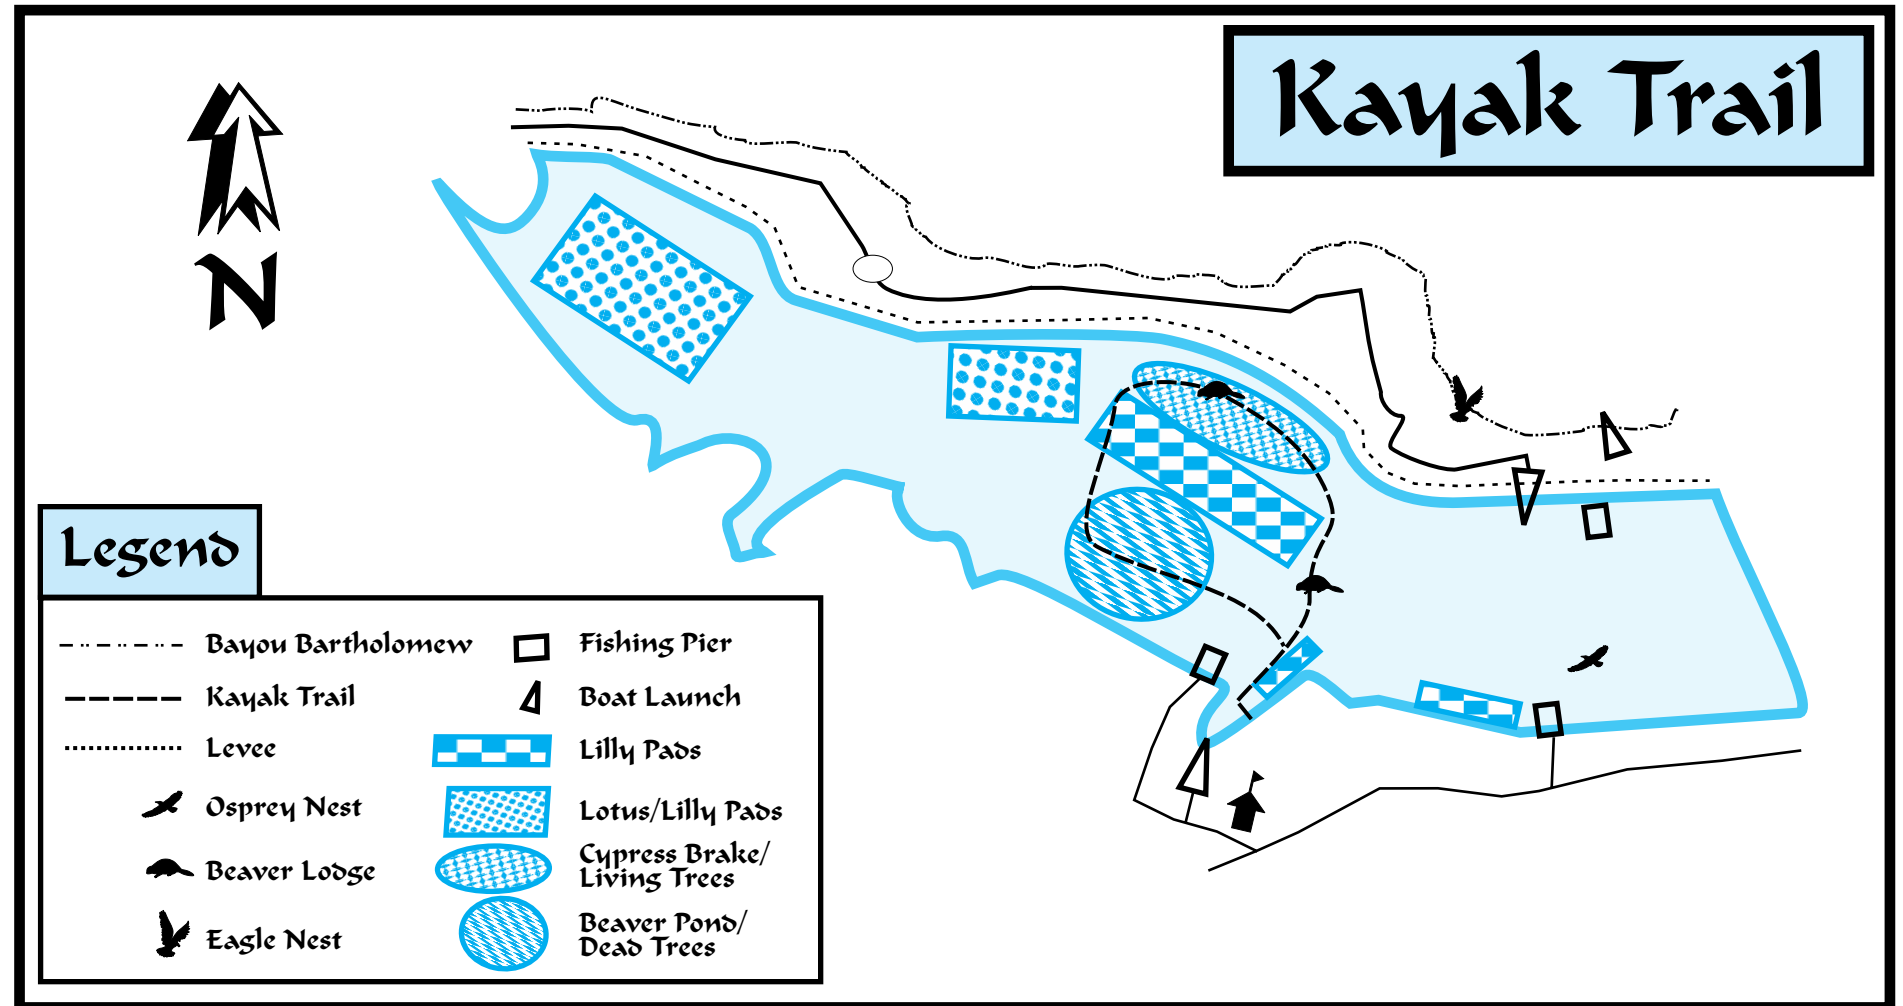 Kayak Trail
N
Legend
Bayou Bartholomew
Kayak Trail
Levee
Osprey Nest
Beaver Lodge
Eagle Nest
Fishing Pier
Boat Launch
Lilly Pads
Lotus/Lilly Pads
Cypress Brake/
Living Trees
Beaver Pond/
Dead Trees